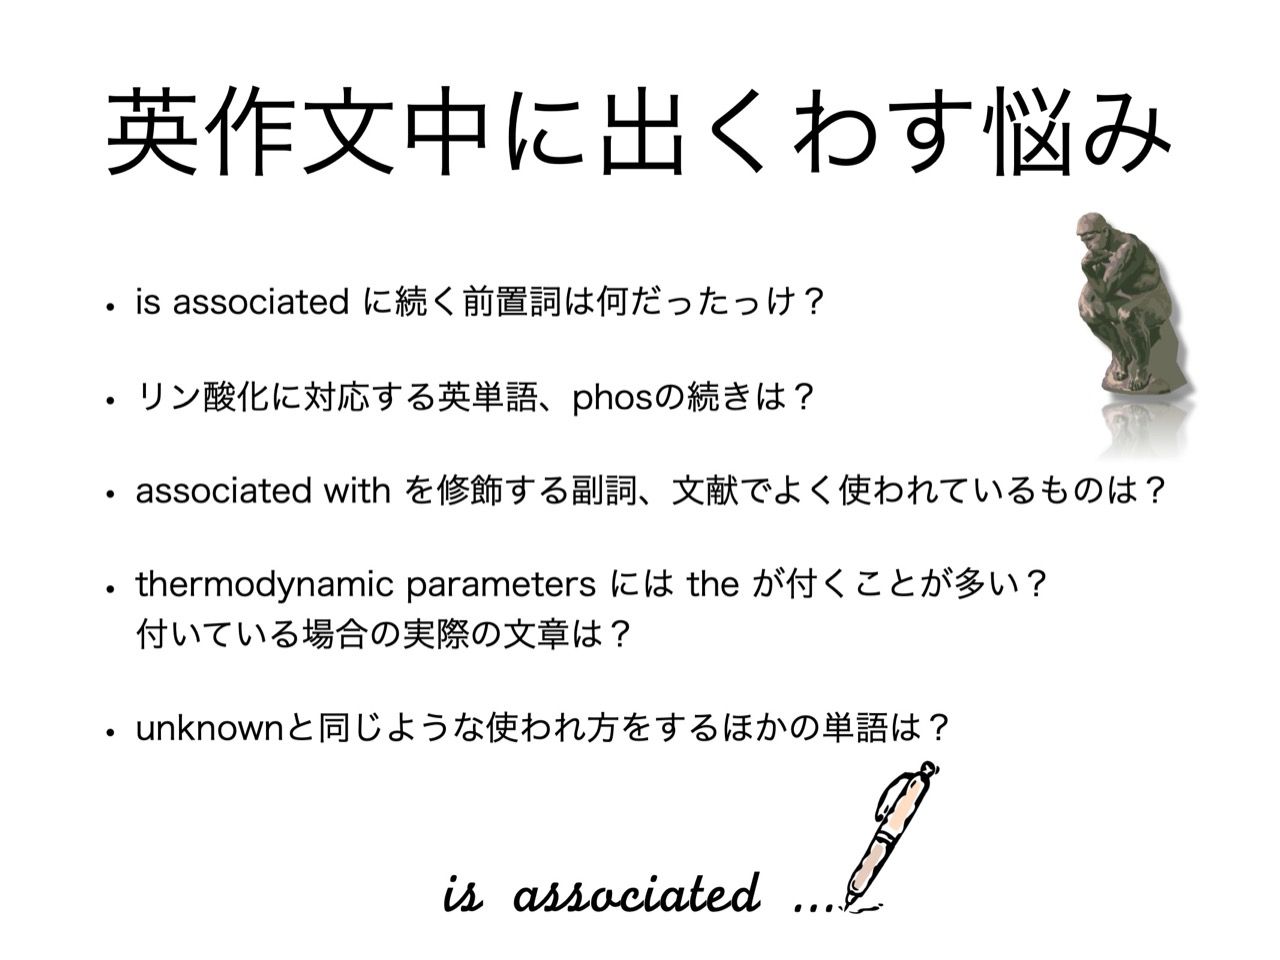 英作文中に出くわす悩み
• is associated に続く前置詞は何だったっけ？
• リン酸化に対応する英単語、phosの続きは？
• associated with を修飾する副詞、文献でよく使われているものは？
• thermodynamic parameters には the が付くことが多い？
付いている場合の実際の文章は？
• unknownと同じような使われ方をするほかの単語は？
is associated ...